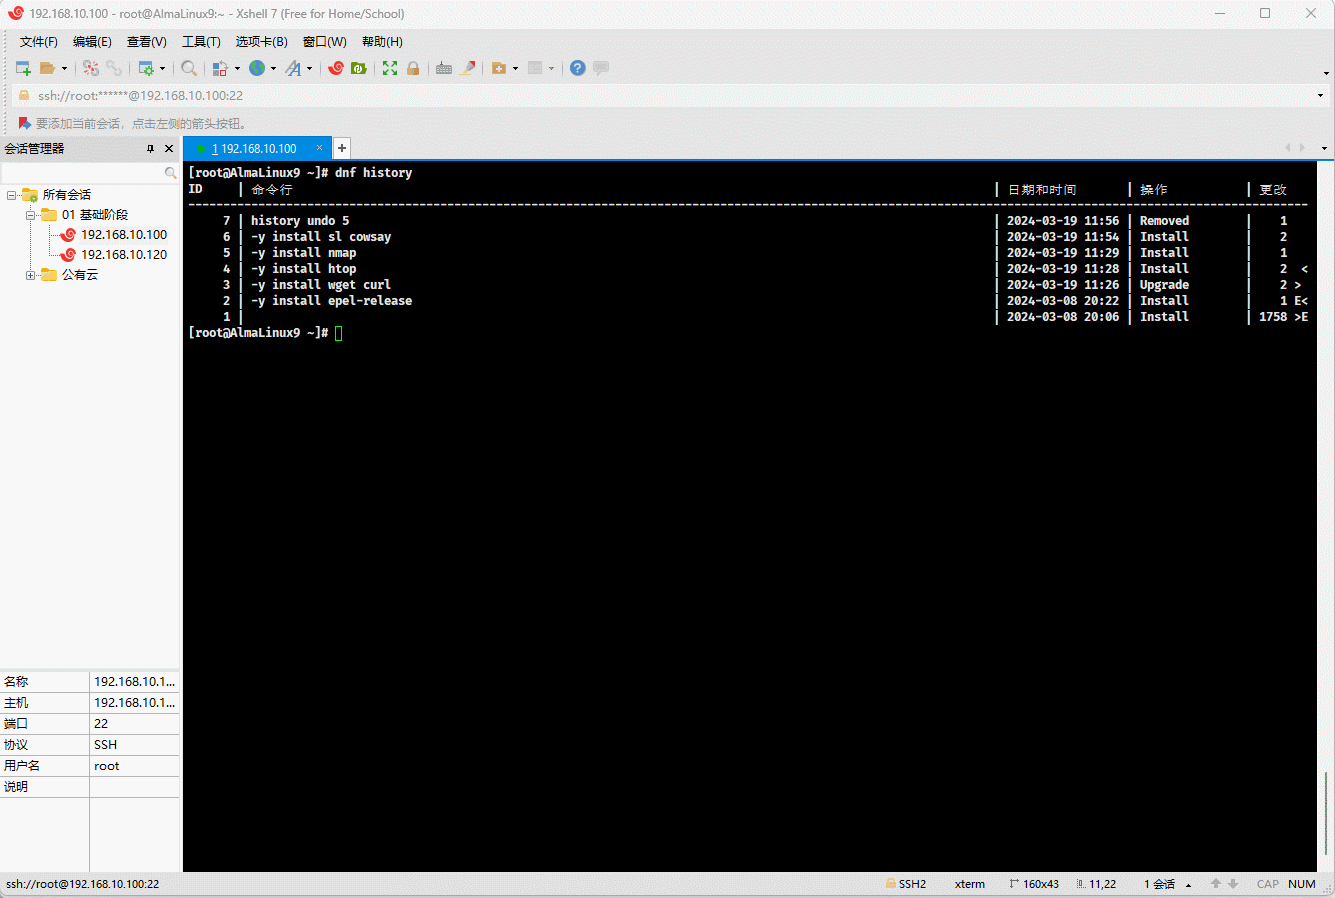 192.168.10.100 - root@AlmaLinux9:~ - Xshell 7 (Free for Home/School)
文件(F) 编辑(E) 查看(V) 工具(T) 选项卡(B) 窗口(W) 帮助(H)
ssh://root:******@192.168.10.100:22
要添加当前会话，点击左侧的箭头按钮。
会话管理器
1 192.168.10.100 × +
所有会话
01 基础阶段
192.168.10.100
192.168.10.120
公有云
[root@AlmaLinux9 ~]# dnf history
ID | 命令行 | 日期和时间 | 操作 | 更改
--------------------------------------------------------------------------------
7 | history undo 5 | 2024-03-19 11:56 | Removed | 1
6 | -y install sl cowsay | 2024-03-19 11:54 | Install | 2
5 | -y install nmap | 2024-03-19 11:29 | Install | 1
4 | -y install htop | 2024-03-19 11:28 | Install | 2 <
3 | -y install wget curl | 2024-03-19 11:26 | Upgrade | 2 >
2 | -y install epel-release | 2024-03-08 20:22 | Install | 1 E<
1 | | 2024-03-08 20:06 | Install | 1758 >E
[root@AlmaLinux9 ~]#
名称 192.168.10.1...
主机 192.168.10.1...
端口 22
协议 SSH
用户名 root
说明
ssh://root@192.168.10.100:22 SSH2 xterm 160x43 11,22 1 会话 CAP NUM